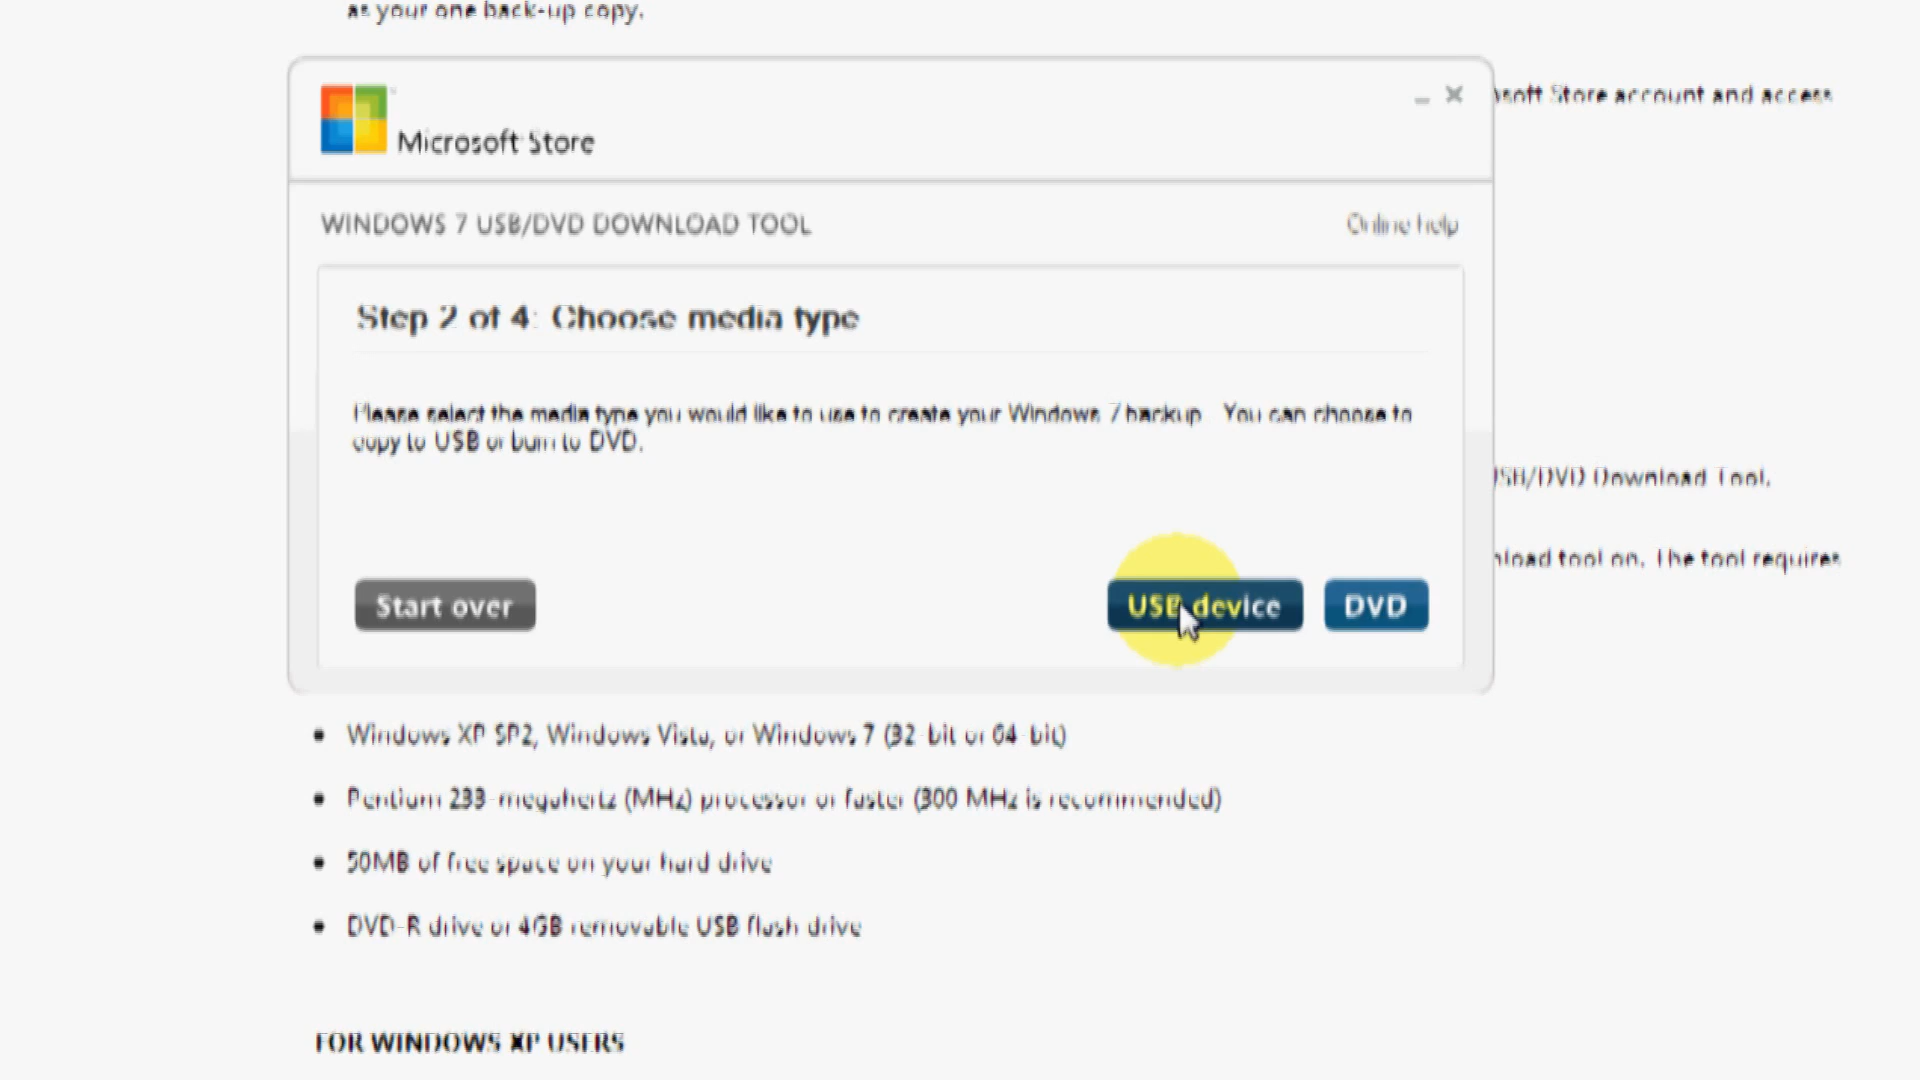 as your one back-up copy.
Microsoft Store
soft Store account and access
WINDOWS 7 USB/DVD DOWNLOAD TOOL
Online help
Step 2 of 4: Choose media type
Please select the media type you would like to use to create your Windows 7 backup. You can choose to
copy to USB or burn to DVD.
USB/DVD Download Tool.
nload tool on. The tool requires
Start over
USB device
DVD
• Windows XP SP2, Windows Vista, or Windows 7 (32-bit or 64-bit)
• Pentium 233-megahertz (MHz) processor or faster (300 MHz is recommended)
• 50MB of free space on your hard drive
• DVD-R drive or 4GB removable USB flash drive
FOR WINDOWS XP USERS